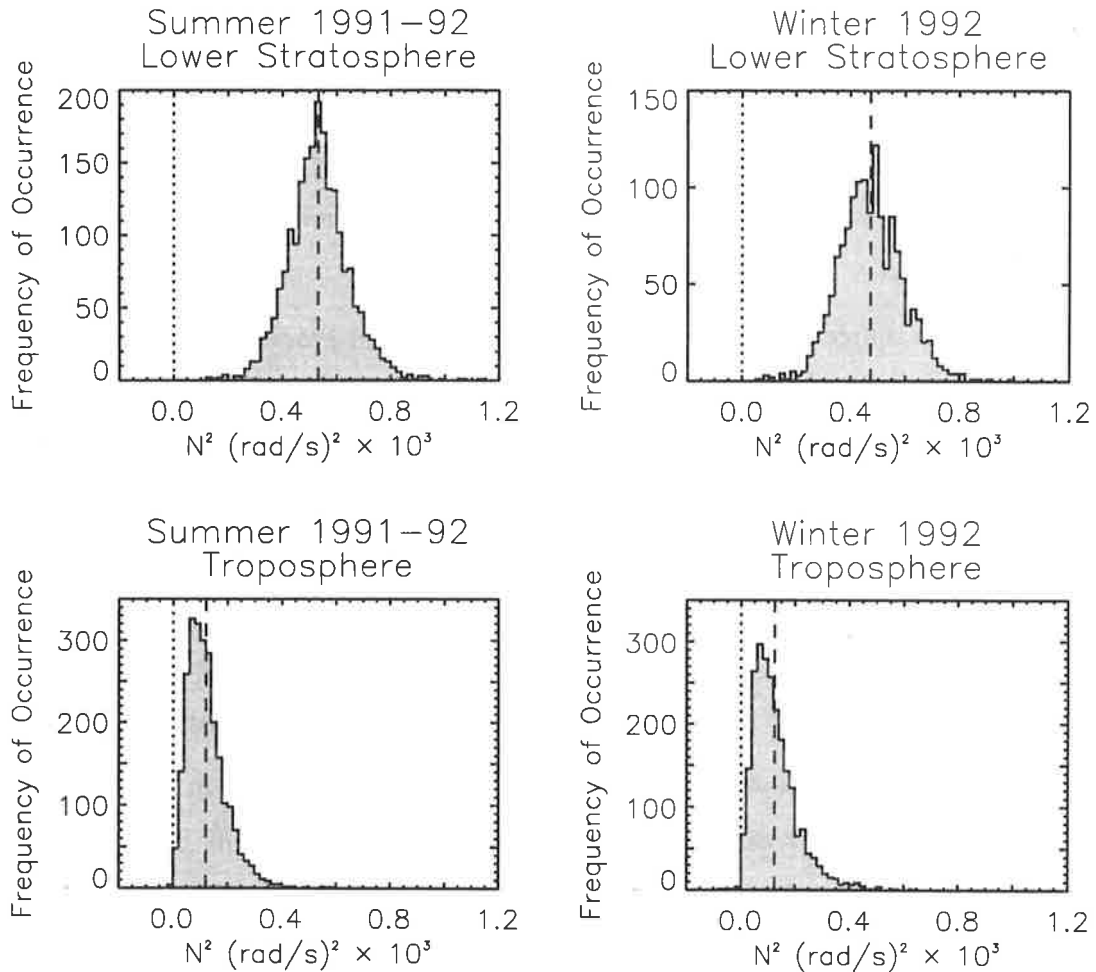 Summer 1991-92
Lower Stratosphere
Frequency of Occurrence
200
150
100
50
0
0.0 0.4 0.8 1.2
N² (rad/s)² × 10³
Winter 1992
Lower Stratosphere
Frequency of Occurrence
150
100
50
0
0.0 0.4 0.8 1.2
N² (rad/s)² × 10³
Summer 1991-92
Troposphere
Frequency of Occurrence
300
200
100
0
0.0 0.4 0.8 1.2
N² (rad/s)² × 10³
Winter 1992
Troposphere
Frequency of Occurrence
300
200
100
0
0.0 0.4 0.8 1.2
N² (rad/s)² × 10³